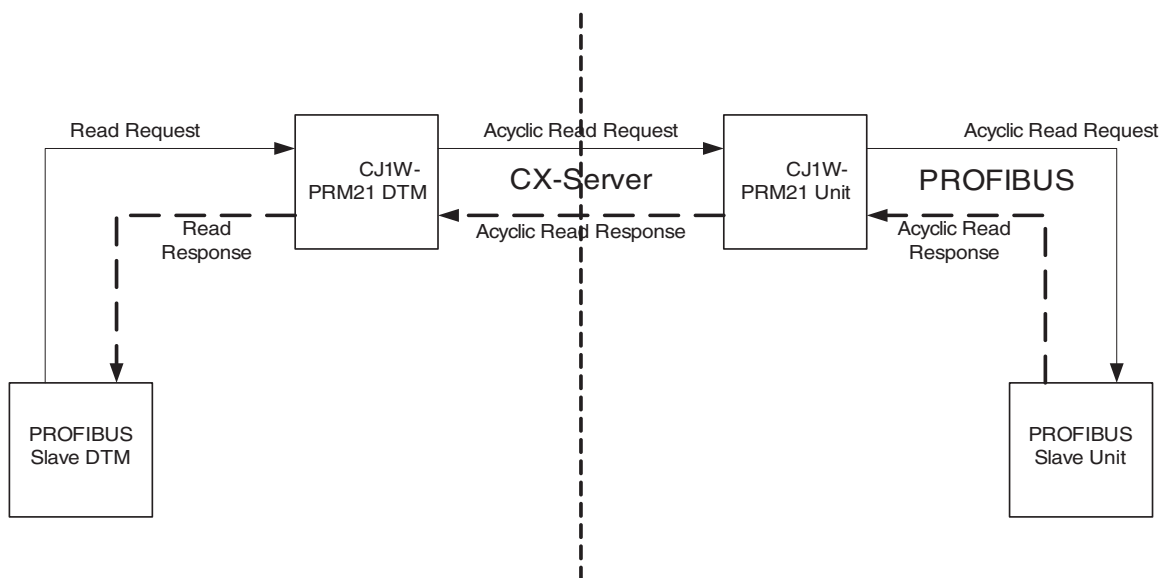 Read Request
Acyclic Read Request
Acyclic Read Request
CJ1W-
PRM21 DTM
CX-Server
CJ1W-
PRM21 Unit
PROFIBUS
Read
Response
Acyclic Read Response
Acyclic Read
Response
PROFIBUS
Slave DTM
PROFIBUS
Slave Unit